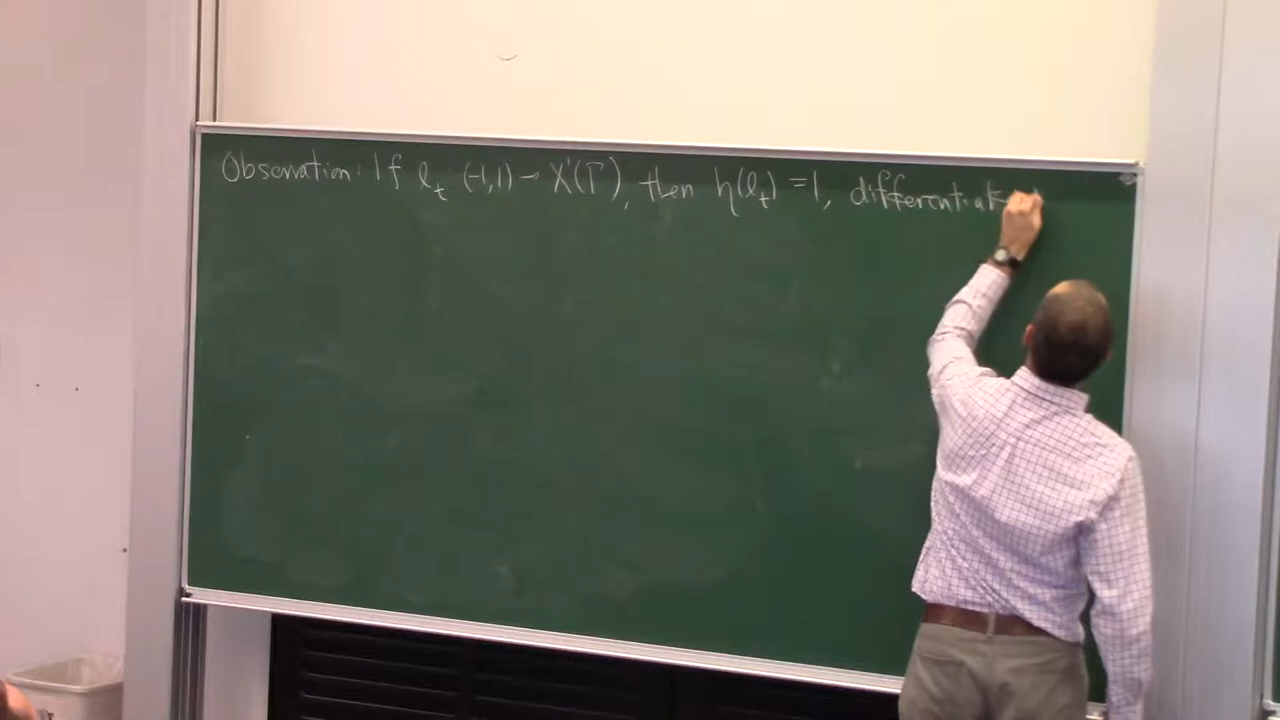 Observation: If ℓ_t : (-1,1) → X'(Γ), then h(ℓ_t) = 1, differentiat